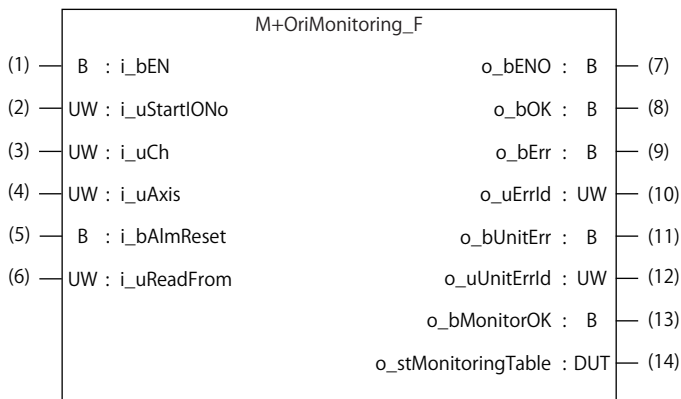 M+OriMonitoring_F
(1) B : i_bEN o_bENO : B (7)
(2) UW : i_uStartIONo o_bOK : B (8)
(3) UW : i_uCh o_bErr : B (9)
(4) UW : i_uAxis o_uErrId : UW (10)
(5) B : i_bAlmReset o_bUnitErr : B (11)
(6) UW : i_uReadFrom o_uUnitErrId : UW (12)
o_bMonitorOK : B (13)
o_stMonitoringTable : DUT (14)